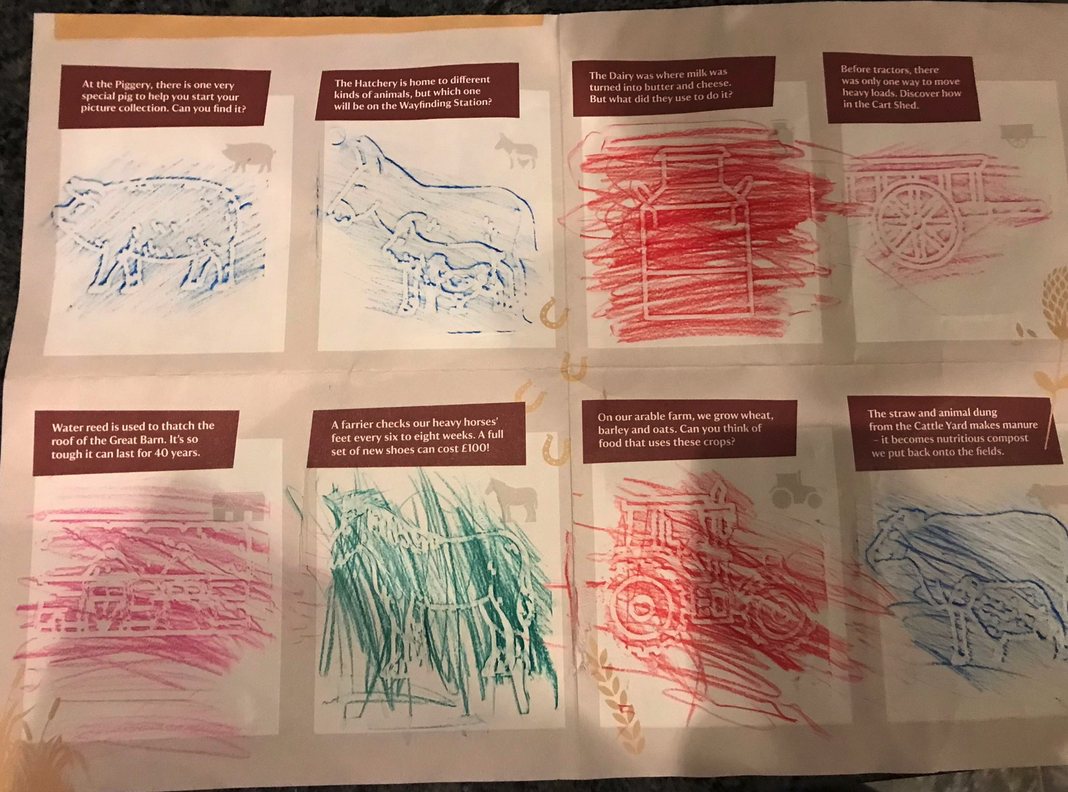 At the Piggery, there is one very
special pig to help you start your
picture collection. Can you find it?
The Hatchery is home to different
kinds of animals, but which one
will be on the Wayfinding Station?
The Dairy was where milk was
turned into butter and cheese.
But what did they use to do it?
Before tractors, there
was only one way to move
heavy loads. Discover how
in the Cart Shed.
Water reed is used to thatch the
roof of the Great Barn. It's so
tough it can last for 40 years.
A farrier checks our heavy horses'
feet every six to eight weeks. A full
set of new shoes can cost £100!
On our arable farm, we grow wheat,
barley and oats. Can you think of
food that uses these crops?
The straw and animal dung
from the Cattle Yard makes manure
– it becomes nutritious compost
we put back onto the fields.